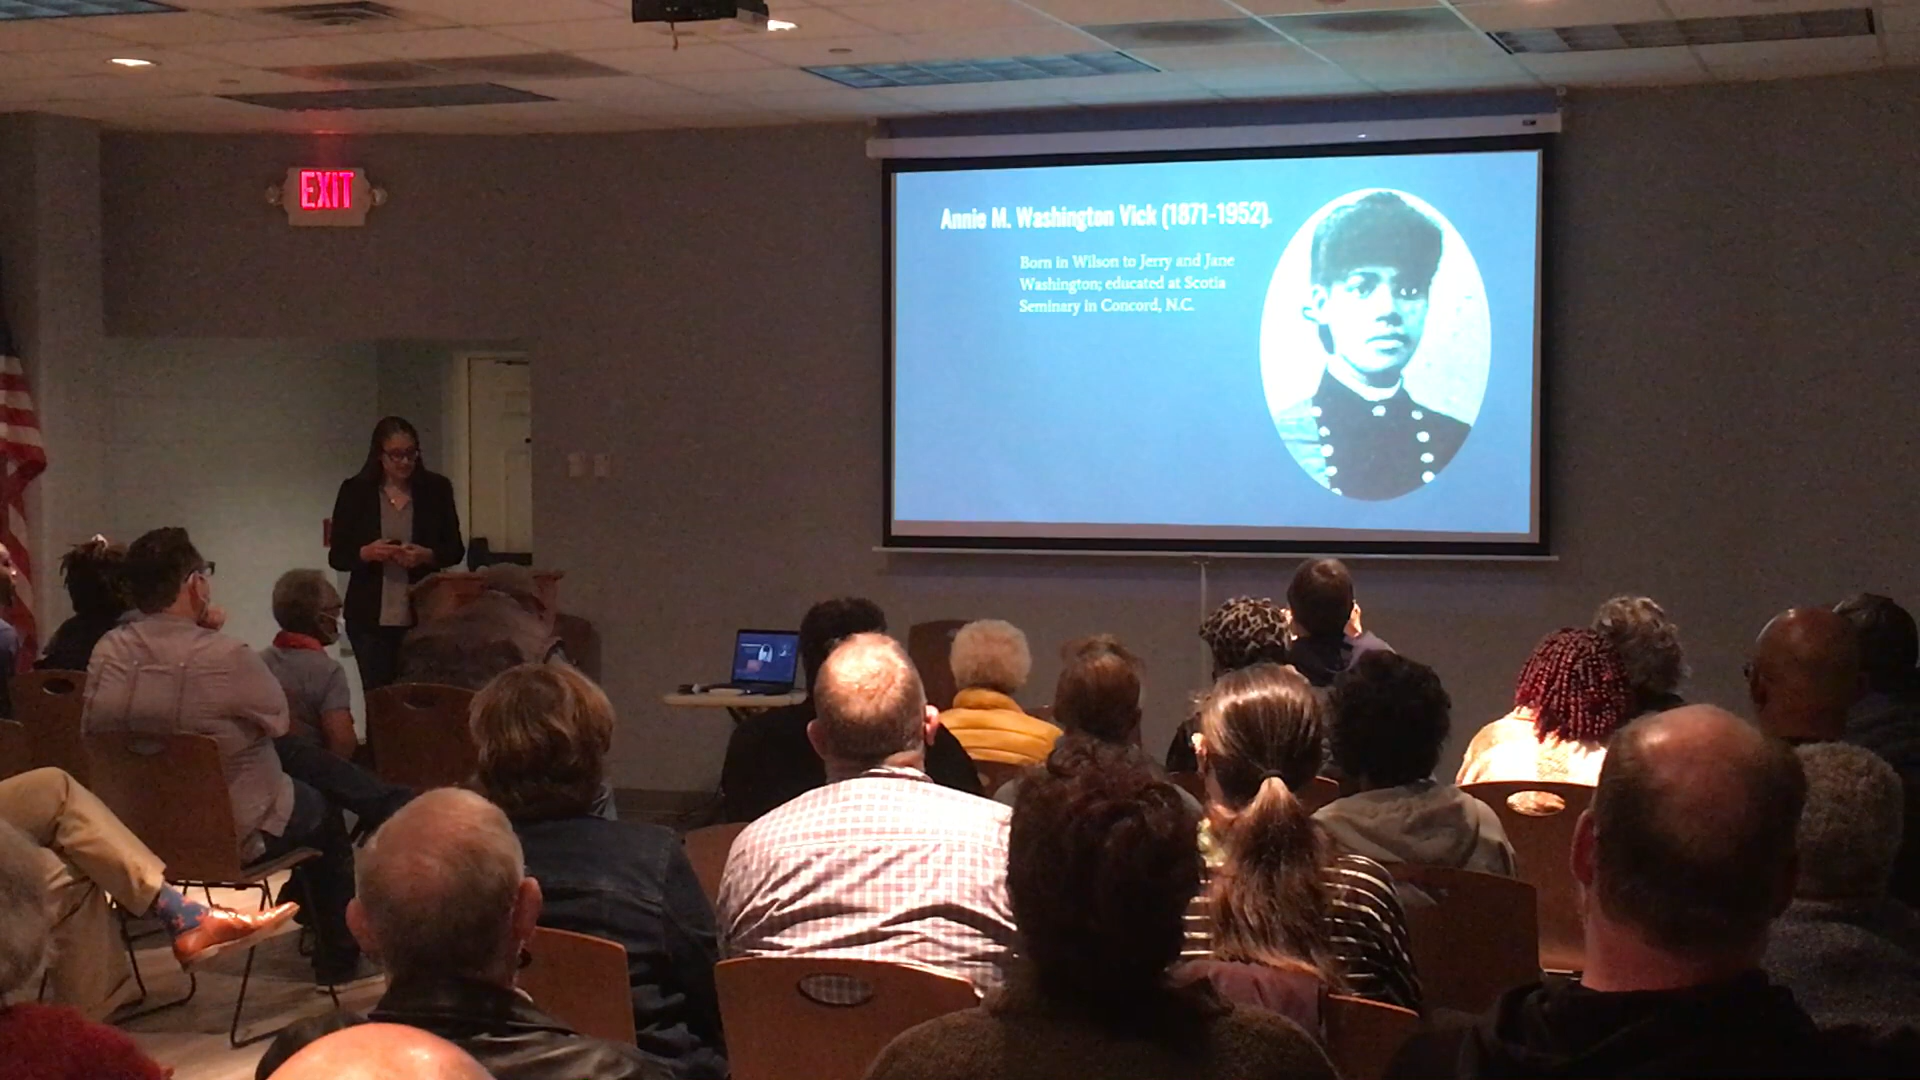 EXIT
Annie M. Washington Vick (1871-1952).
Born in Wilson to Jerry and Jane
Washington; educated at Scotia
Seminary in Concord, N.C.